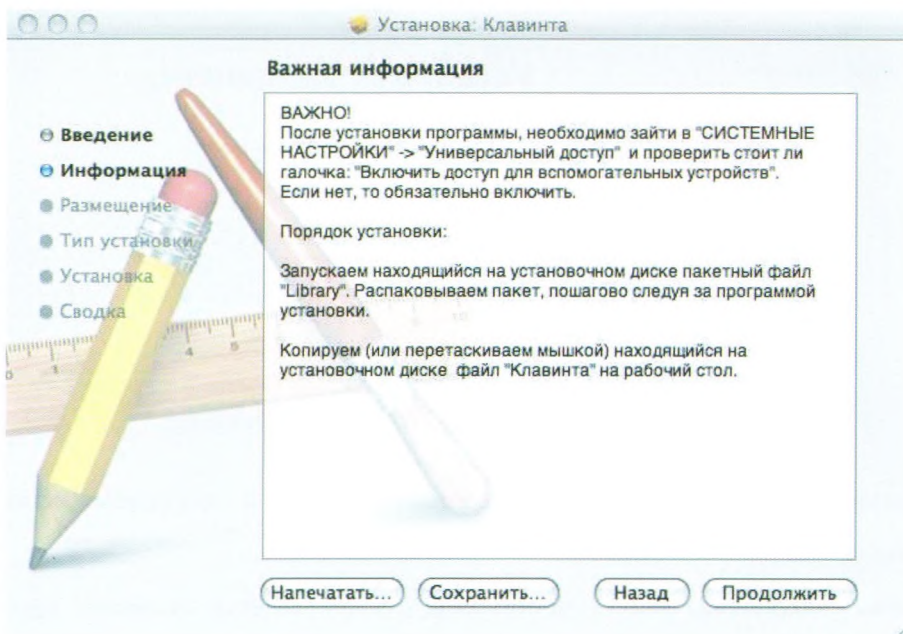 Установка: Клавинта
Важная информация
Введение
Информация
Размещение
Тип установки
Установка
Сводка
ВАЖНО!
После установки программы, необходимо зайти в "СИСТЕМНЫЕ
НАСТРОЙКИ" -> "Универсальный доступ" и проверить стоит ли
галочка: "Включить доступ для вспомогательных устройств".
Если нет, то обязательно включить.
Порядок установки:
Запускаем находящийся на установочном диске пакетный файл
"Library". Распаковываем пакет, пошагово следуя за программой
установки.
Копируем (или перетаскиваем мышкой) находящийся на
установочном диске файл "Клавинта" на рабочий стол.
Напечатать... Сохранить... Назад Продолжить